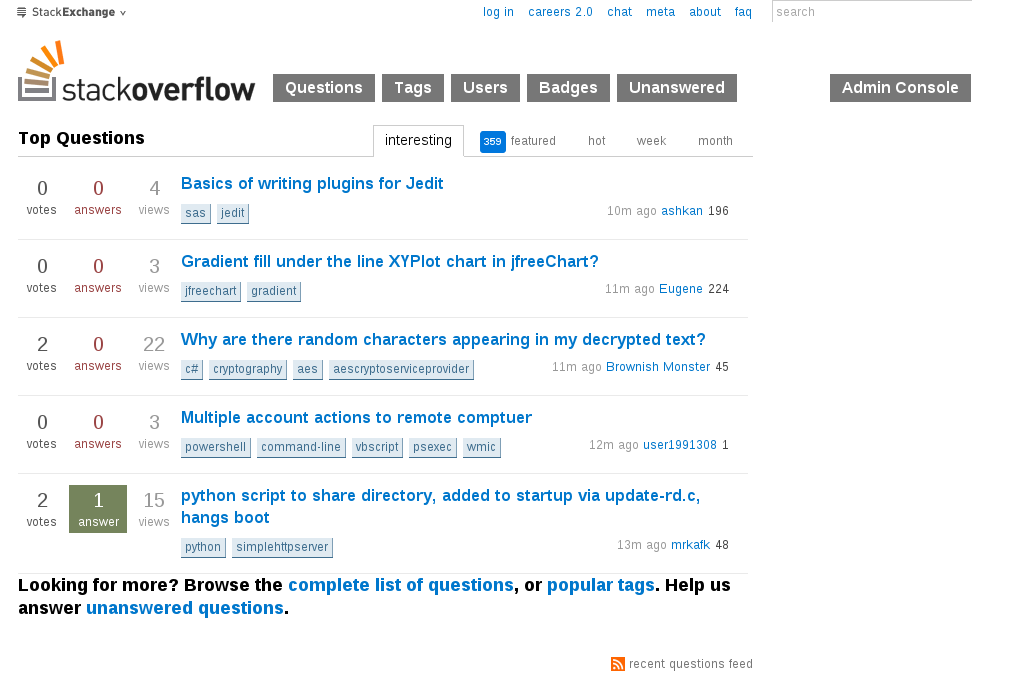 StackExchange
log in careers 2.0 chat meta about faq search
stackoverflow
Questions Tags Users Badges Unanswered Admin Console
Top Questions interesting 359 featured hot week month
0 0 4 Basics of writing plugins for Jedit
votes answers views sas jedit 10m ago ashkan 196
0 0 3 Gradient fill under the line XYPlot chart in jfreeChart?
votes answers views jfreechart gradient 11m ago Eugene 224
2 0 22 Why are there random characters appearing in my decrypted text?
votes answers views c# cryptography aes aescryptoserviceprovider 11m ago Brownish Monster 45
0 0 3 Multiple account actions to remote comptuer
votes answers views powershell command-line vbscript psexec wmic 12m ago user1991308 1
2 1 15 python script to share directory, added to startup via update-rd.c,
votes answer views hangs boot
python simplehttpserver 13m ago mrkafk 48
Looking for more? Browse the complete list of questions, or popular tags. Help us
answer unanswered questions.
recent questions feed